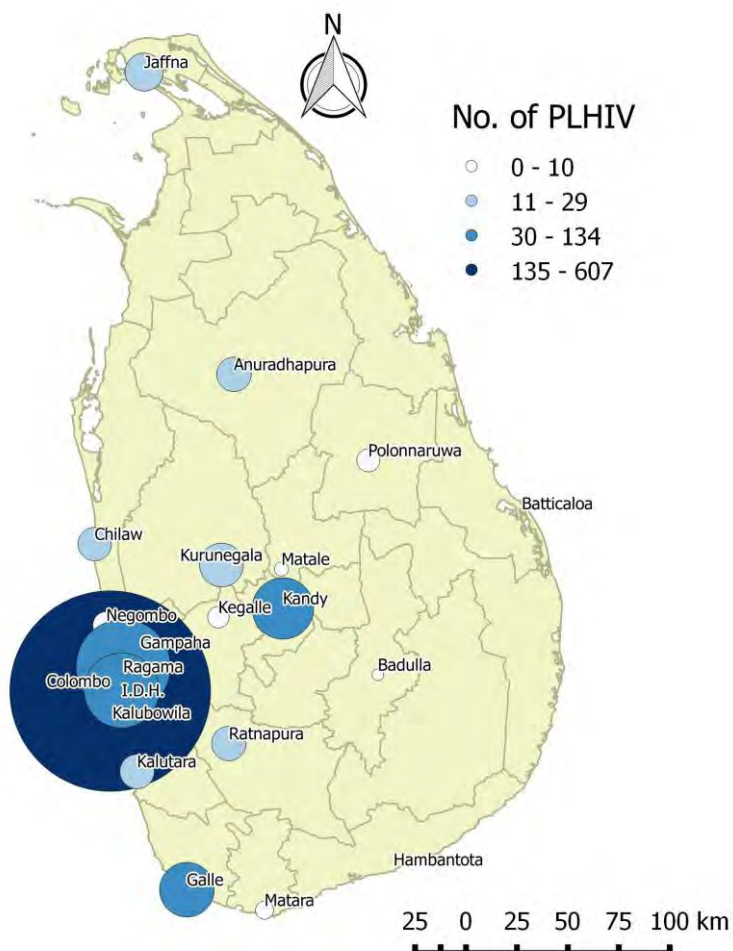 N
Jaffna
No. of PLHIV
0 - 10
11 - 29
30 - 134
135 - 607
Anuradhapura
Polonnaruwa
Batticaloa
Chilaw
Kurunegala
Matale
Kandy
Kegalle
Negombo
Gampaha
Ragama
Badulla
Colombo
I.D.H.
Kalubowila
Ratnapura
Kalutara
Hambantota
Galle
Matara
25 0 25 50 75 100 km